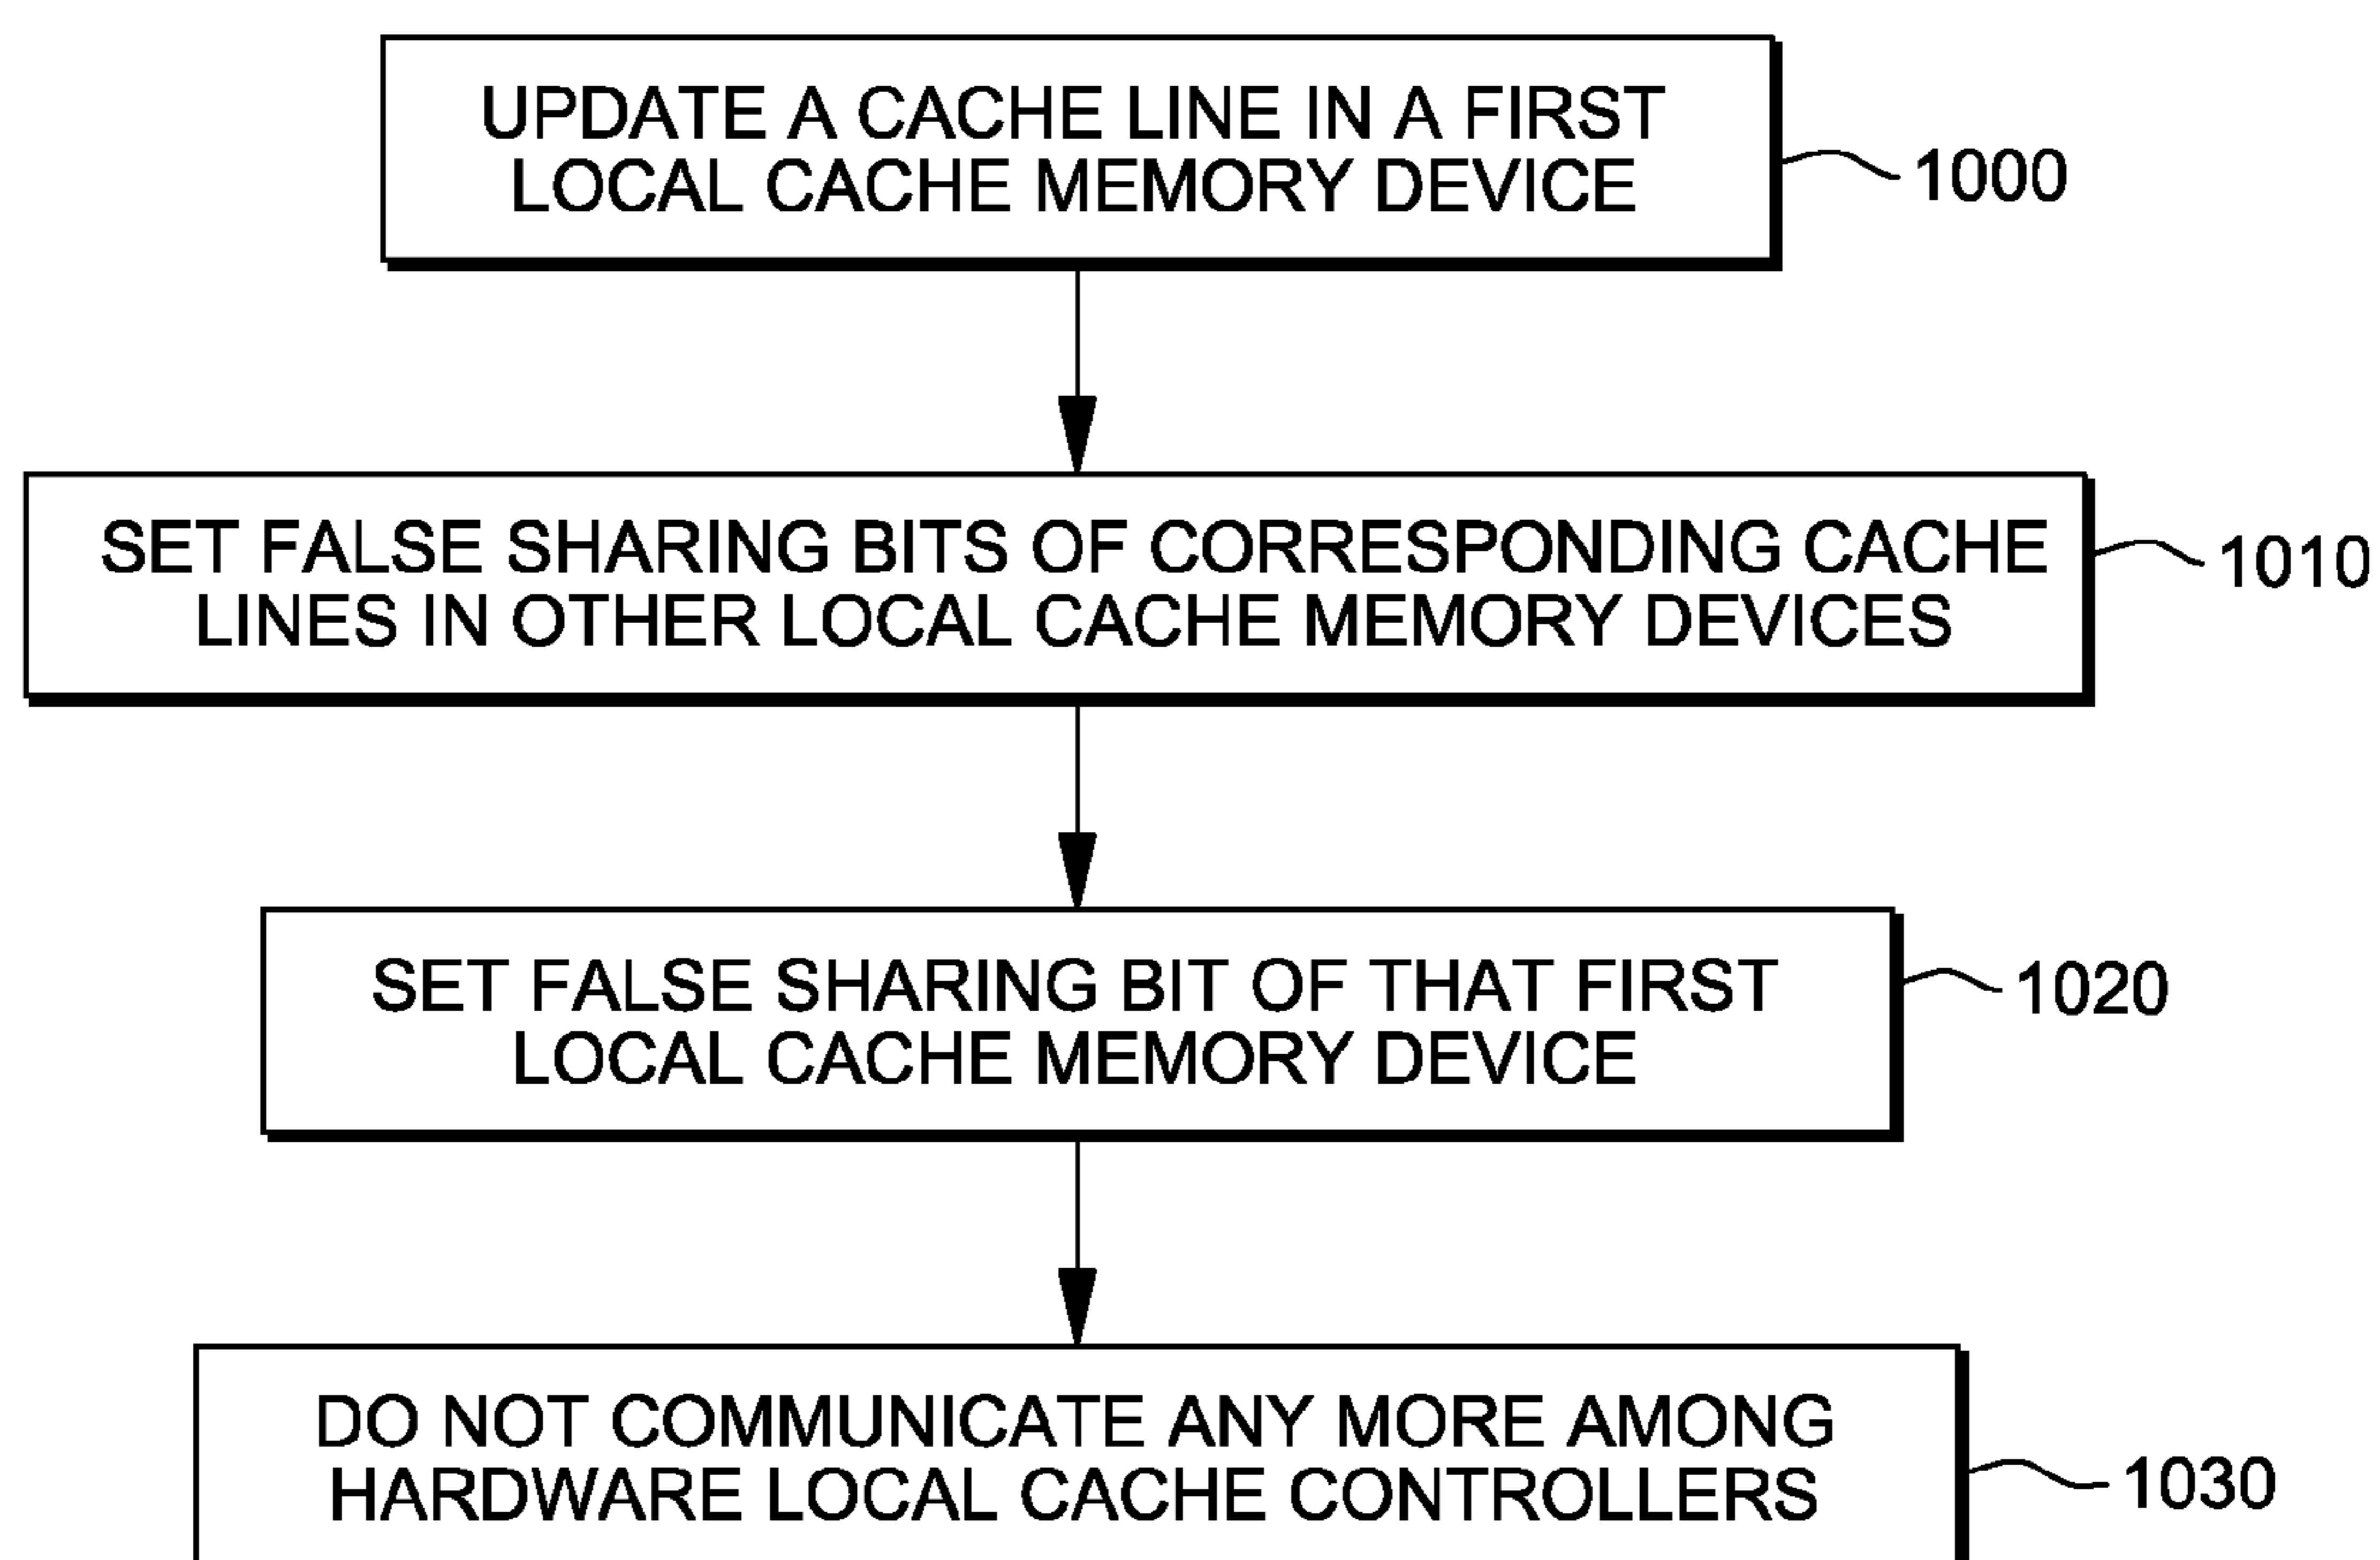 UPDATE A CACHE LINE IN A FIRST
LOCAL CACHE MEMORY DEVICE
1000
SET FALSE SHARING BITS OF CORRESPONDING CACHE
LINES IN OTHER LOCAL CACHE MEMORY DEVICES
1010
SET FALSE SHARING BIT OF THAT FIRST
LOCAL CACHE MEMORY DEVICE
1020
DO NOT COMMUNICATE ANY MORE AMONG
HARDWARE LOCAL CACHE CONTROLLERS
1030